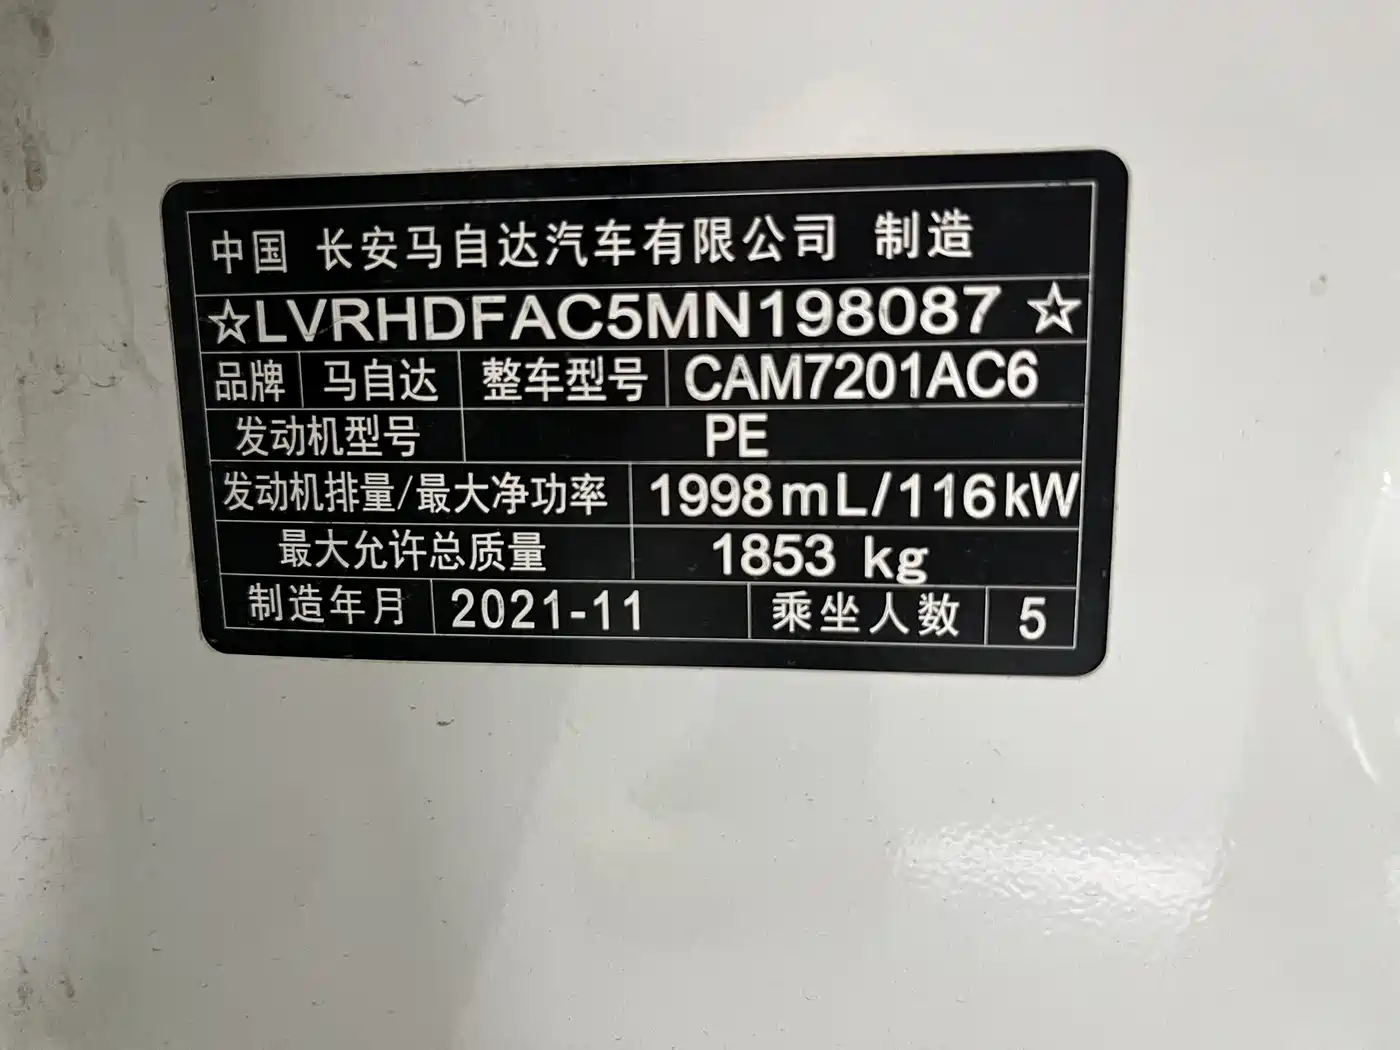 中国 长安马自达汽车有限公司 制造
☆LVRHDFAC5MN198087☆
品牌 马自达 整车型号 CAM7201AC6
发动机型号 PE
发动机排量/最大净功率 1998mL/116kW
最大允许总质量 1853 kg
制造年月 2021-11 乘坐人数 5